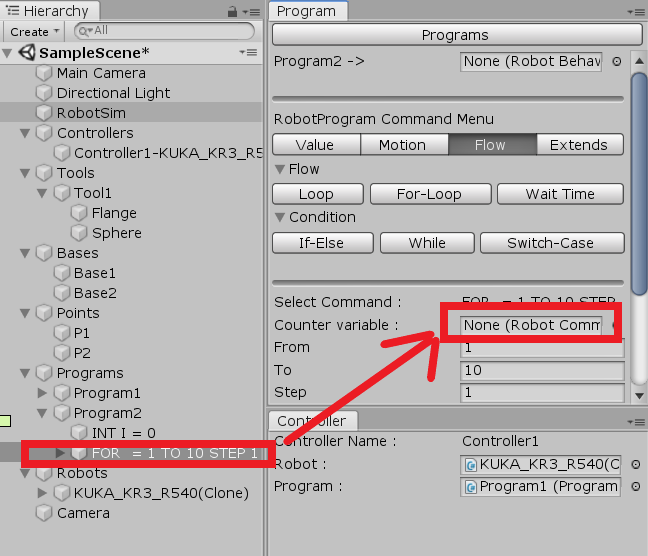 Hierarchy
Create
All
SampleScene*
Main Camera
Directional Light
RobotSim
Controllers
Controller1-KUKA_KR3_R5
Tools
Tool1
Flange
Sphere
Bases
Base1
Base2
Points
P1
P2
Programs
Program1
Program2
INT I = 0
FOR = 1 TO 10 STEP 1
Robots
KUKA_KR3_R540(Clone)
Camera
Program
Programs
Program2 -> None (Robot Behav
RobotProgram Command Menu
Value Motion Flow Extends
Flow
Loop For-Loop Wait Time
Condition
If-Else While Switch-Case
Select Command : FOR = 1 TO 10 STEP
Counter variable : None (Robot Comm
From 1
To 10
Step 1
Controller
Controller Name : Controller1
Robot : KUKA_KR3_R540(C
Program : Program1 (Program